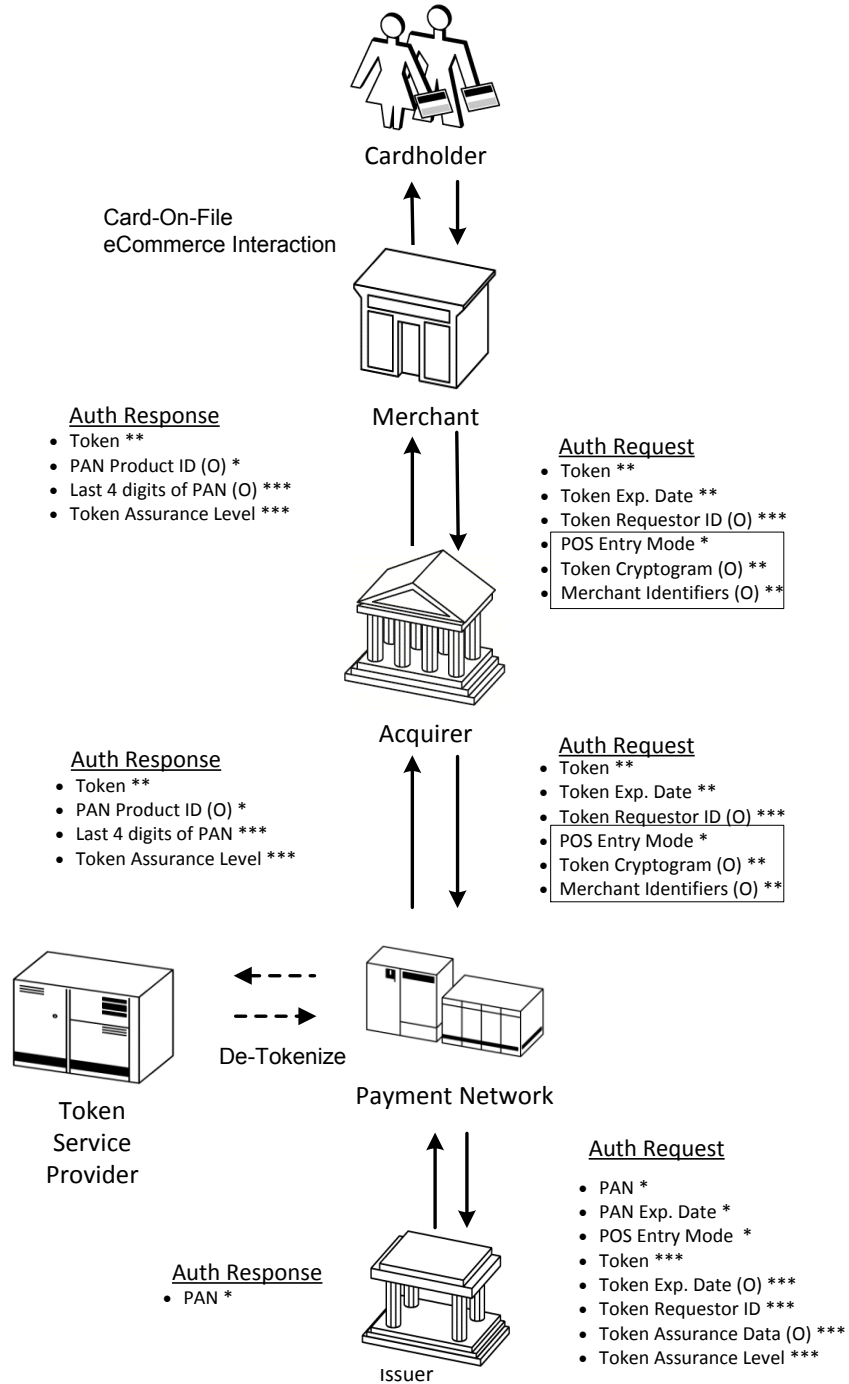 Cardholder
Card-On-File
eCommerce Interaction
Merchant
Auth Response
• Token **
• PAN Product ID (O) *
• Last 4 digits of PAN (O) ***
• Token Assurance Level ***
Auth Request
• Token **
• Token Exp. Date **
• Token Requestor ID (O) ***
• POS Entry Mode *
• Token Cryptogram (O) **
• Merchant Identifiers (O) **
Acquirer
Auth Response
• Token **
• PAN Product ID (O) *
• Last 4 digits of PAN ***
• Token Assurance Level ***
Auth Request
• Token **
• Token Exp. Date **
• Token Requestor ID (O) ***
• POS Entry Mode *
• Token Cryptogram (O) **
• Merchant Identifiers (O) **
De-Tokenize
Payment Network
Token
Service
Provider
Auth Request
• PAN *
• PAN Exp. Date *
• POS Entry Mode *
• Token ***
• Token Exp. Date (O) ***
• Token Requestor ID ***
• Token Assurance Data (O) ***
• Token Assurance Level ***
Auth Response
• PAN *
Issuer